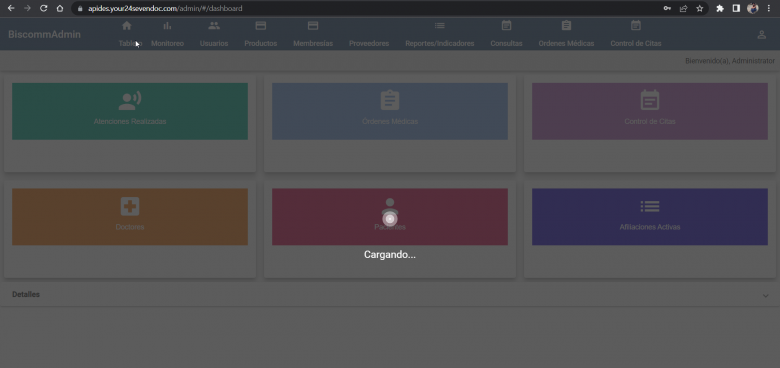 apides.your24sevendoc.com/admin/#/dashboard
BiscommAdmin
Tablero Monitoreo Usuarios Productos Membresías Proveedores Reportes/Indicadores Consultas Ordenes Médicas Control de Citas
Bienvenido(a), Administrator
Atenciones Realizadas Ordenes Médicas Control de Citas
Doctores Pacientes Afiliaciones Activas
Cargando...
Detalles